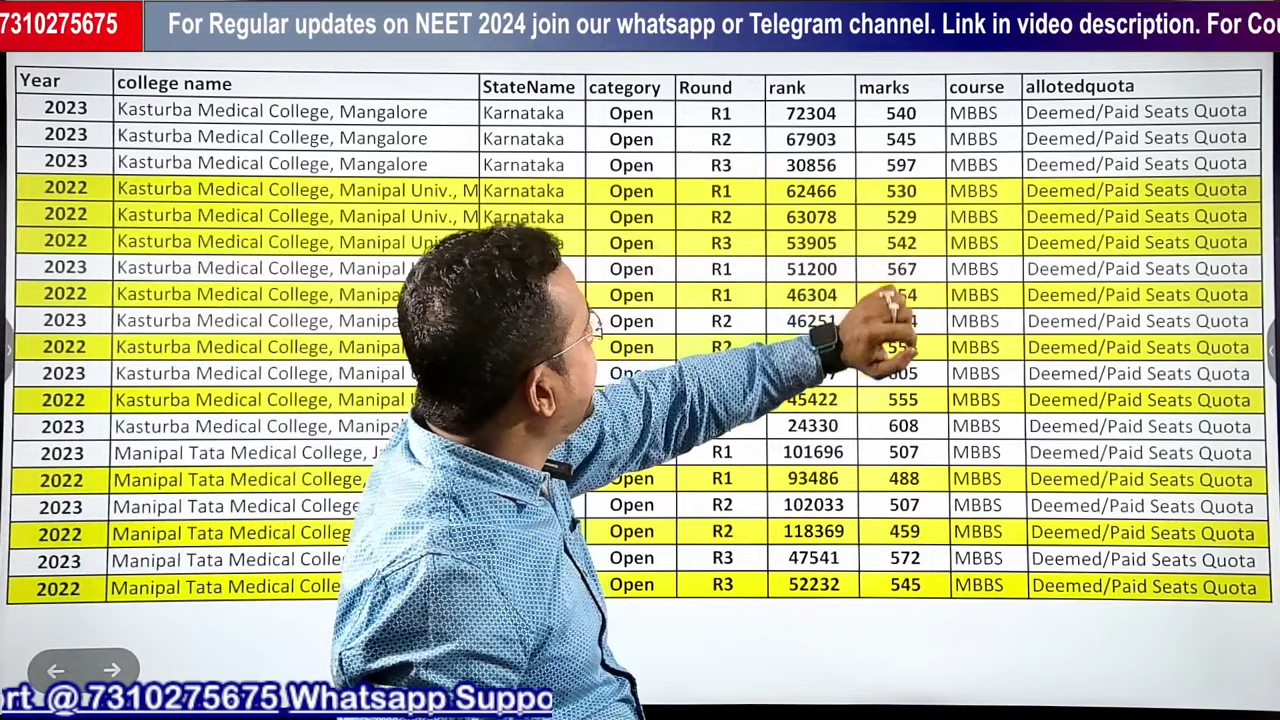 7310275675 For Regular updates on NEET 2024 join our whatsapp or Telegram channel. Link in video description. For
Year college name StateName category Round rank marks course allotedquota
2023 Kasturba Medical College, Mangalore Karnataka Open R1 72304 540 MBBS Deemed/Paid Seats Quota
2023 Kasturba Medical College, Mangalore Karnataka Open R2 67903 545 MBBS Deemed/Paid Seats Quota
2023 Kasturba Medical College, Mangalore Karnataka Open R3 30856 597 MBBS Deemed/Paid Seats Quota
2022 Kasturba Medical College, Manipal Univ., M Karnataka Open R1 62466 530 MBBS Deemed/Paid Seats Quota
2022 Kasturba Medical College, Manipal Univ., M Karnataka Open R2 63078 529 MBBS Deemed/Paid Seats Quota
2022 Kasturba Medical College, Manipal Open R3 53905 542 MBBS Deemed/Paid Seats Quota
2023 Kasturba Medical College, Manipal Open R1 51200 567 MBBS Deemed/Paid Seats Quota
2022 Kasturba Medical College, Open R1 46304 MBBS Deemed/Paid Seats Quota
2023 Kasturba Medical College, Open R2 46251 MBBS Deemed/Paid Seats Quota
2022 Kasturba Medical College, Open R2 MBBS Deemed/Paid Seats Quota
2023 Kasturba Medical College, Manipal MBBS Deemed/Paid Seats Quota
2022 Kasturba Medical College, Manipal 45422 555 MBBS Deemed/Paid Seats Quota
2023 Kasturba Medical College, 24330 608 MBBS Deemed/Paid Seats Quota
2023 Manipal Tata Medical College, R1 101696 507 MBBS Deemed/Paid Seats Quota
2022 Manipal Tata Medical College, Open R1 93486 488 MBBS Deemed/Paid Seats Quota
2023 Manipal Tata Medical College Open R2 102033 507 MBBS Deemed/Paid Seats Quota
2022 Manipal Tata Medical Open R2 118369 459 MBBS Deemed/Paid Seats Quota
2023 Manipal Tata Medical Open R3 47541 572 MBBS Deemed/Paid Seats Quota
2022 Manipal Tata Medical Open R3 52232 545 MBBS Deemed/Paid Seats Quota
@7310275675 Whatsapp